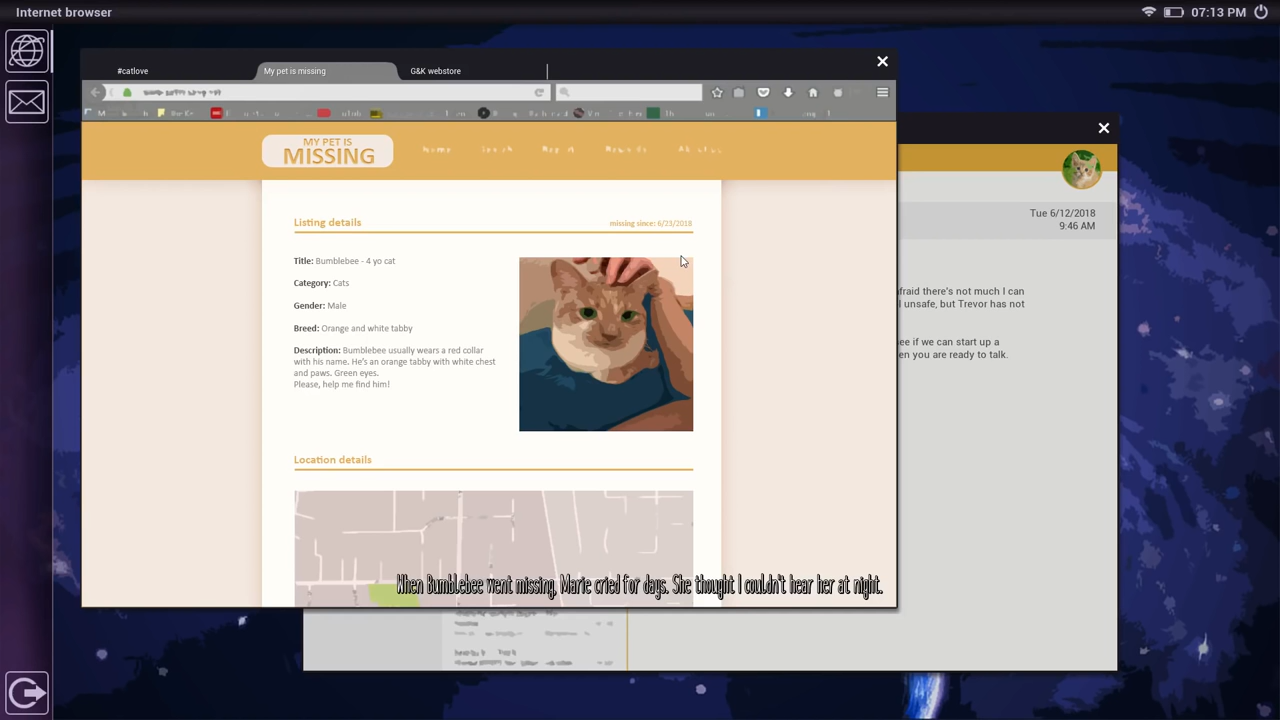 Internet browser
07:13 PM
#catlove
My pet is missing
G&K webstore
MY PET IS
MISSING
Listing details
missing since: 6/23/2018
Title: Bumblebee - 4 yo cat
Category: Cats
Gender: Male
Breed: Orange and white tabby
Description: Bumblebee usually wears a red collar
with his name. He's an orange tabby with white chest
and paws. Green eyes.
Please, help me find him!
Location details
When Bumblebee went missing, Marie cried for days. She thought I couldn't hear her at night.
Tue 6/12/2018
9:46 AM
afraid there's not much I can
unsafe, but Trevor has not
see if we can start up a
you are ready to talk.